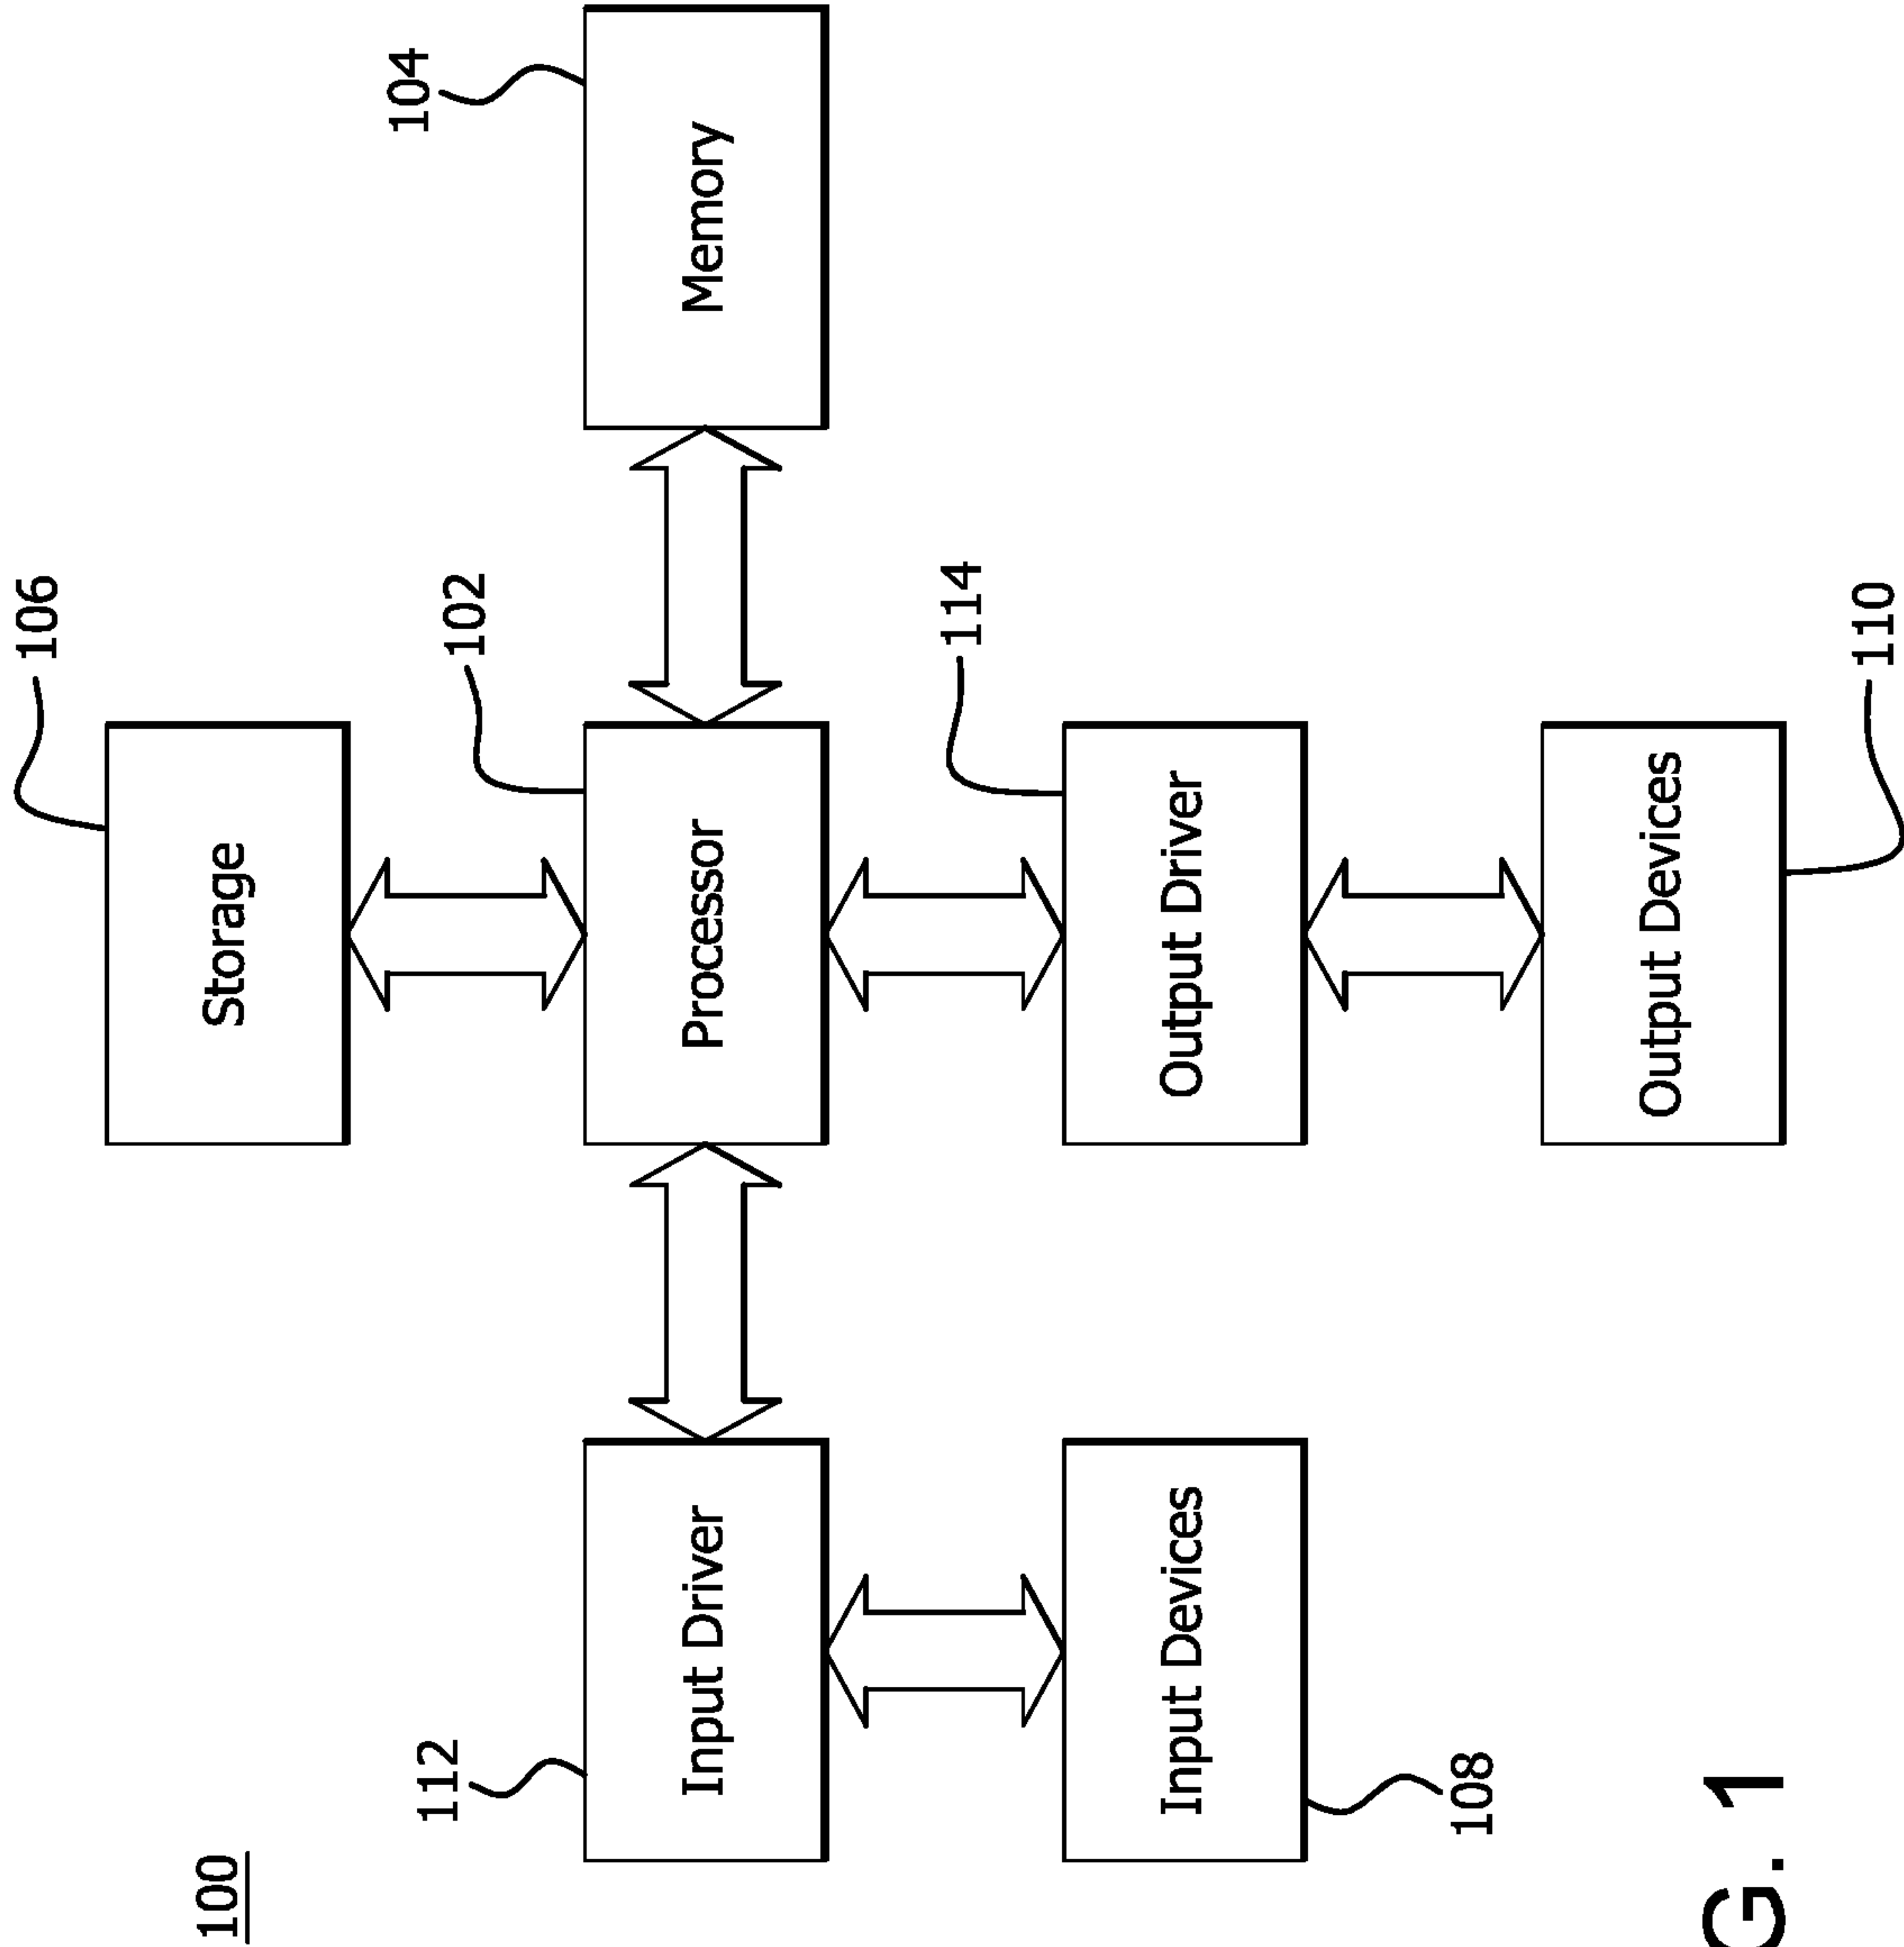 106
100
Storage
104
112
102
Input Driver
Processor
Memory
114
Input Devices
Output Driver
108
Output Devices
G. 1
110